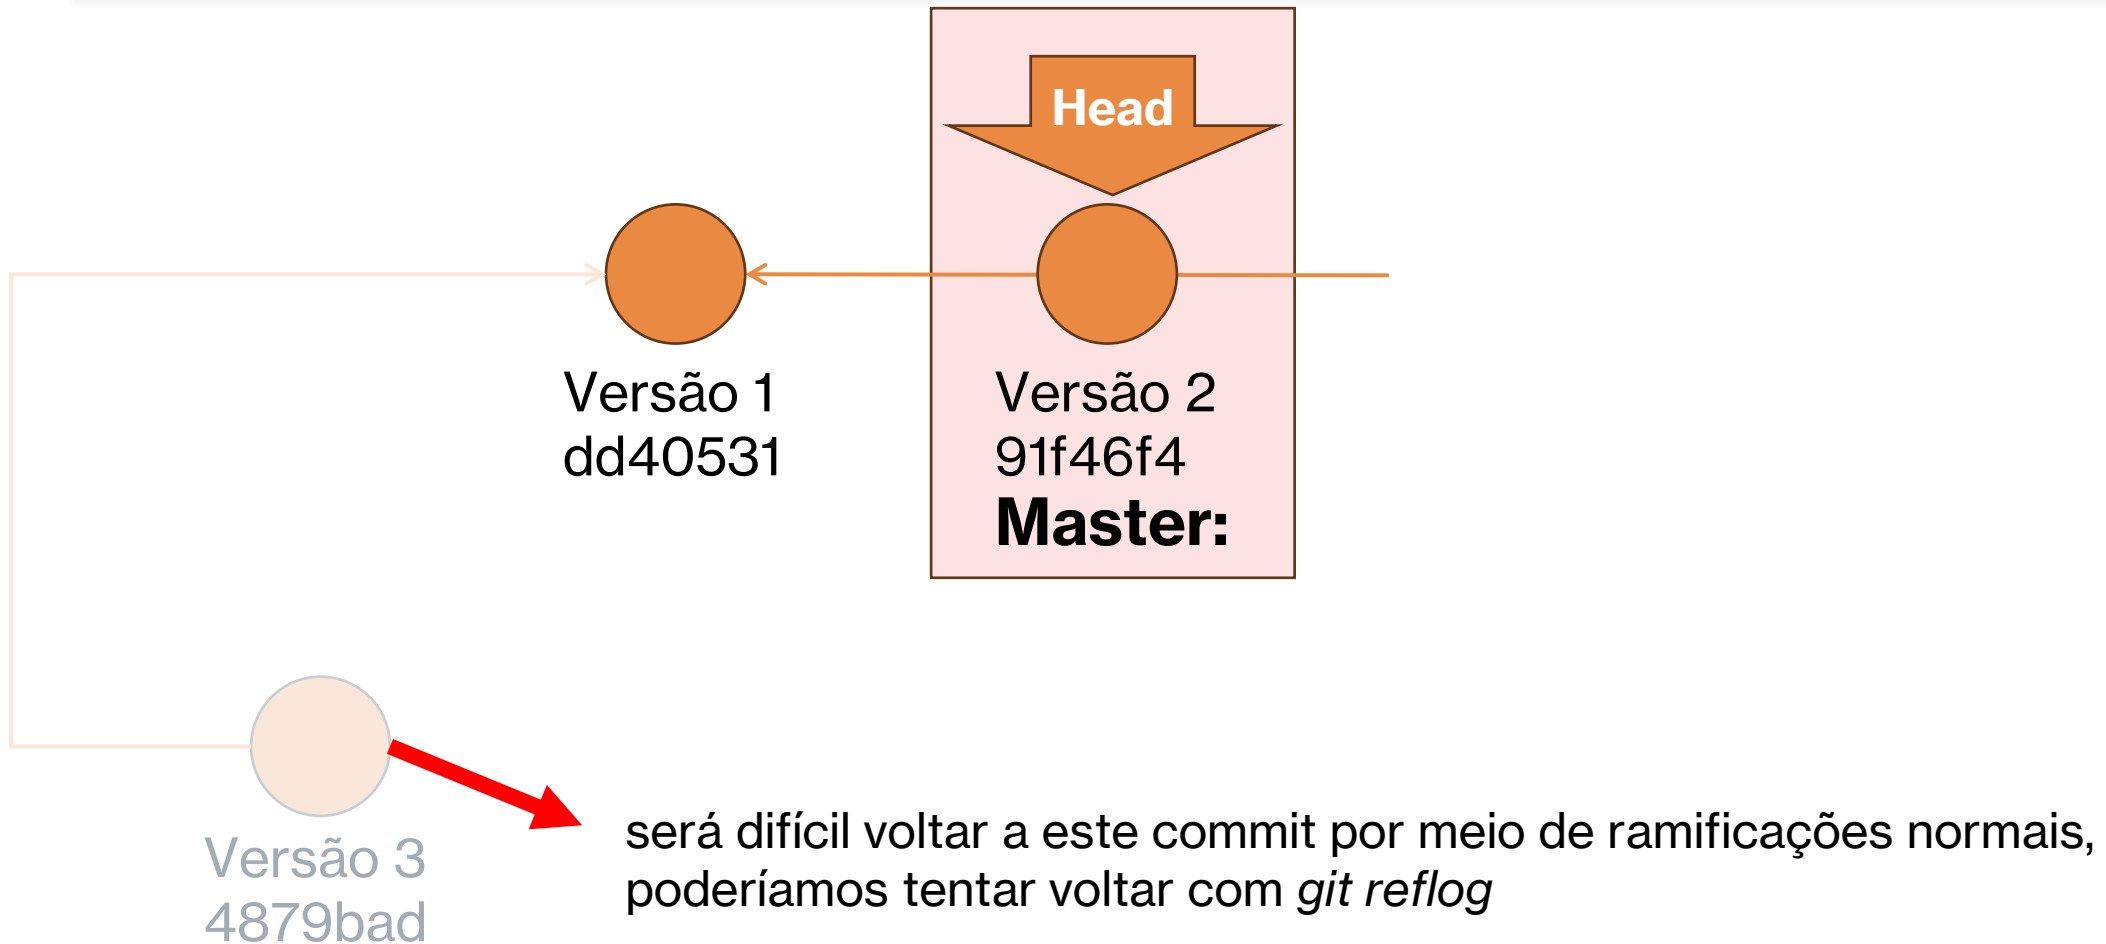 Head
Versão 1
dd40531
Versão 2
91f46f4
Master:
Versão 3
4879bad
será difícil voltar a este commit por meio de ramificações normais,
poderíamos tentar voltar com git reflog